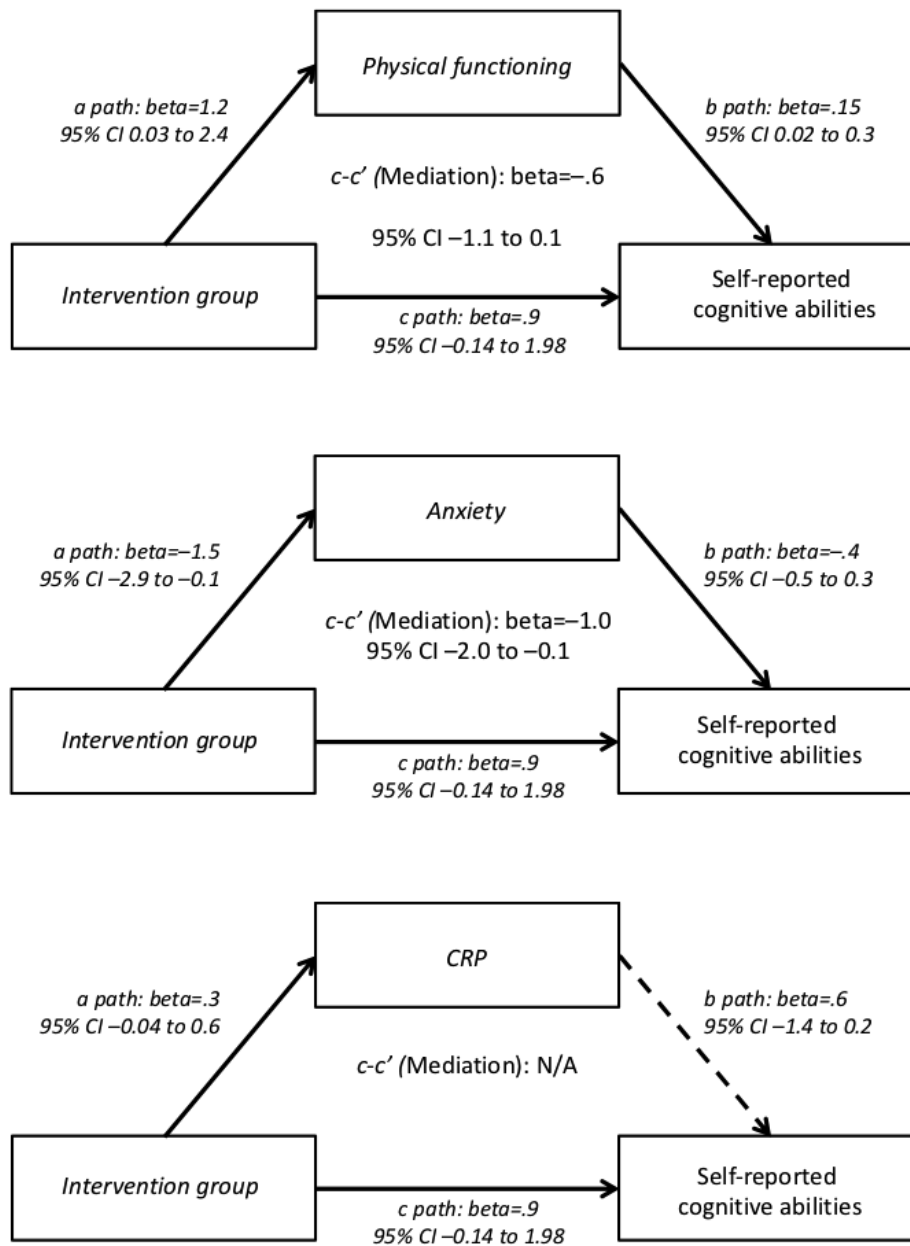 Physical functioning
a path: beta=1.2
95% CI 0.03 to 2.4
b path: beta=.15
95% CI 0.02 to 0.3
c-c’ (Mediation): beta=–.6
95% CI –1.1 to 0.1
Intervention group
c path: beta=.9
95% CI –0.14 to 1.98
Self-reported
cognitive abilities
Anxiety
a path: beta=–1.5
95% CI –2.9 to –0.1
b path: beta=–.4
95% CI –0.5 to 0.3
c-c’ (Mediation): beta=–1.0
95% CI –2.0 to –0.1
Intervention group
c path: beta=.9
95% CI –0.14 to 1.98
Self-reported
cognitive abilities
CRP
a path: beta=.3
95% CI –0.04 to 0.6
b path: beta=.6
95% CI –1.4 to 0.2
c-c’ (Mediation): N/A
Intervention group
c path: beta=.9
95% CI –0.14 to 1.98
Self-reported
cognitive abilities